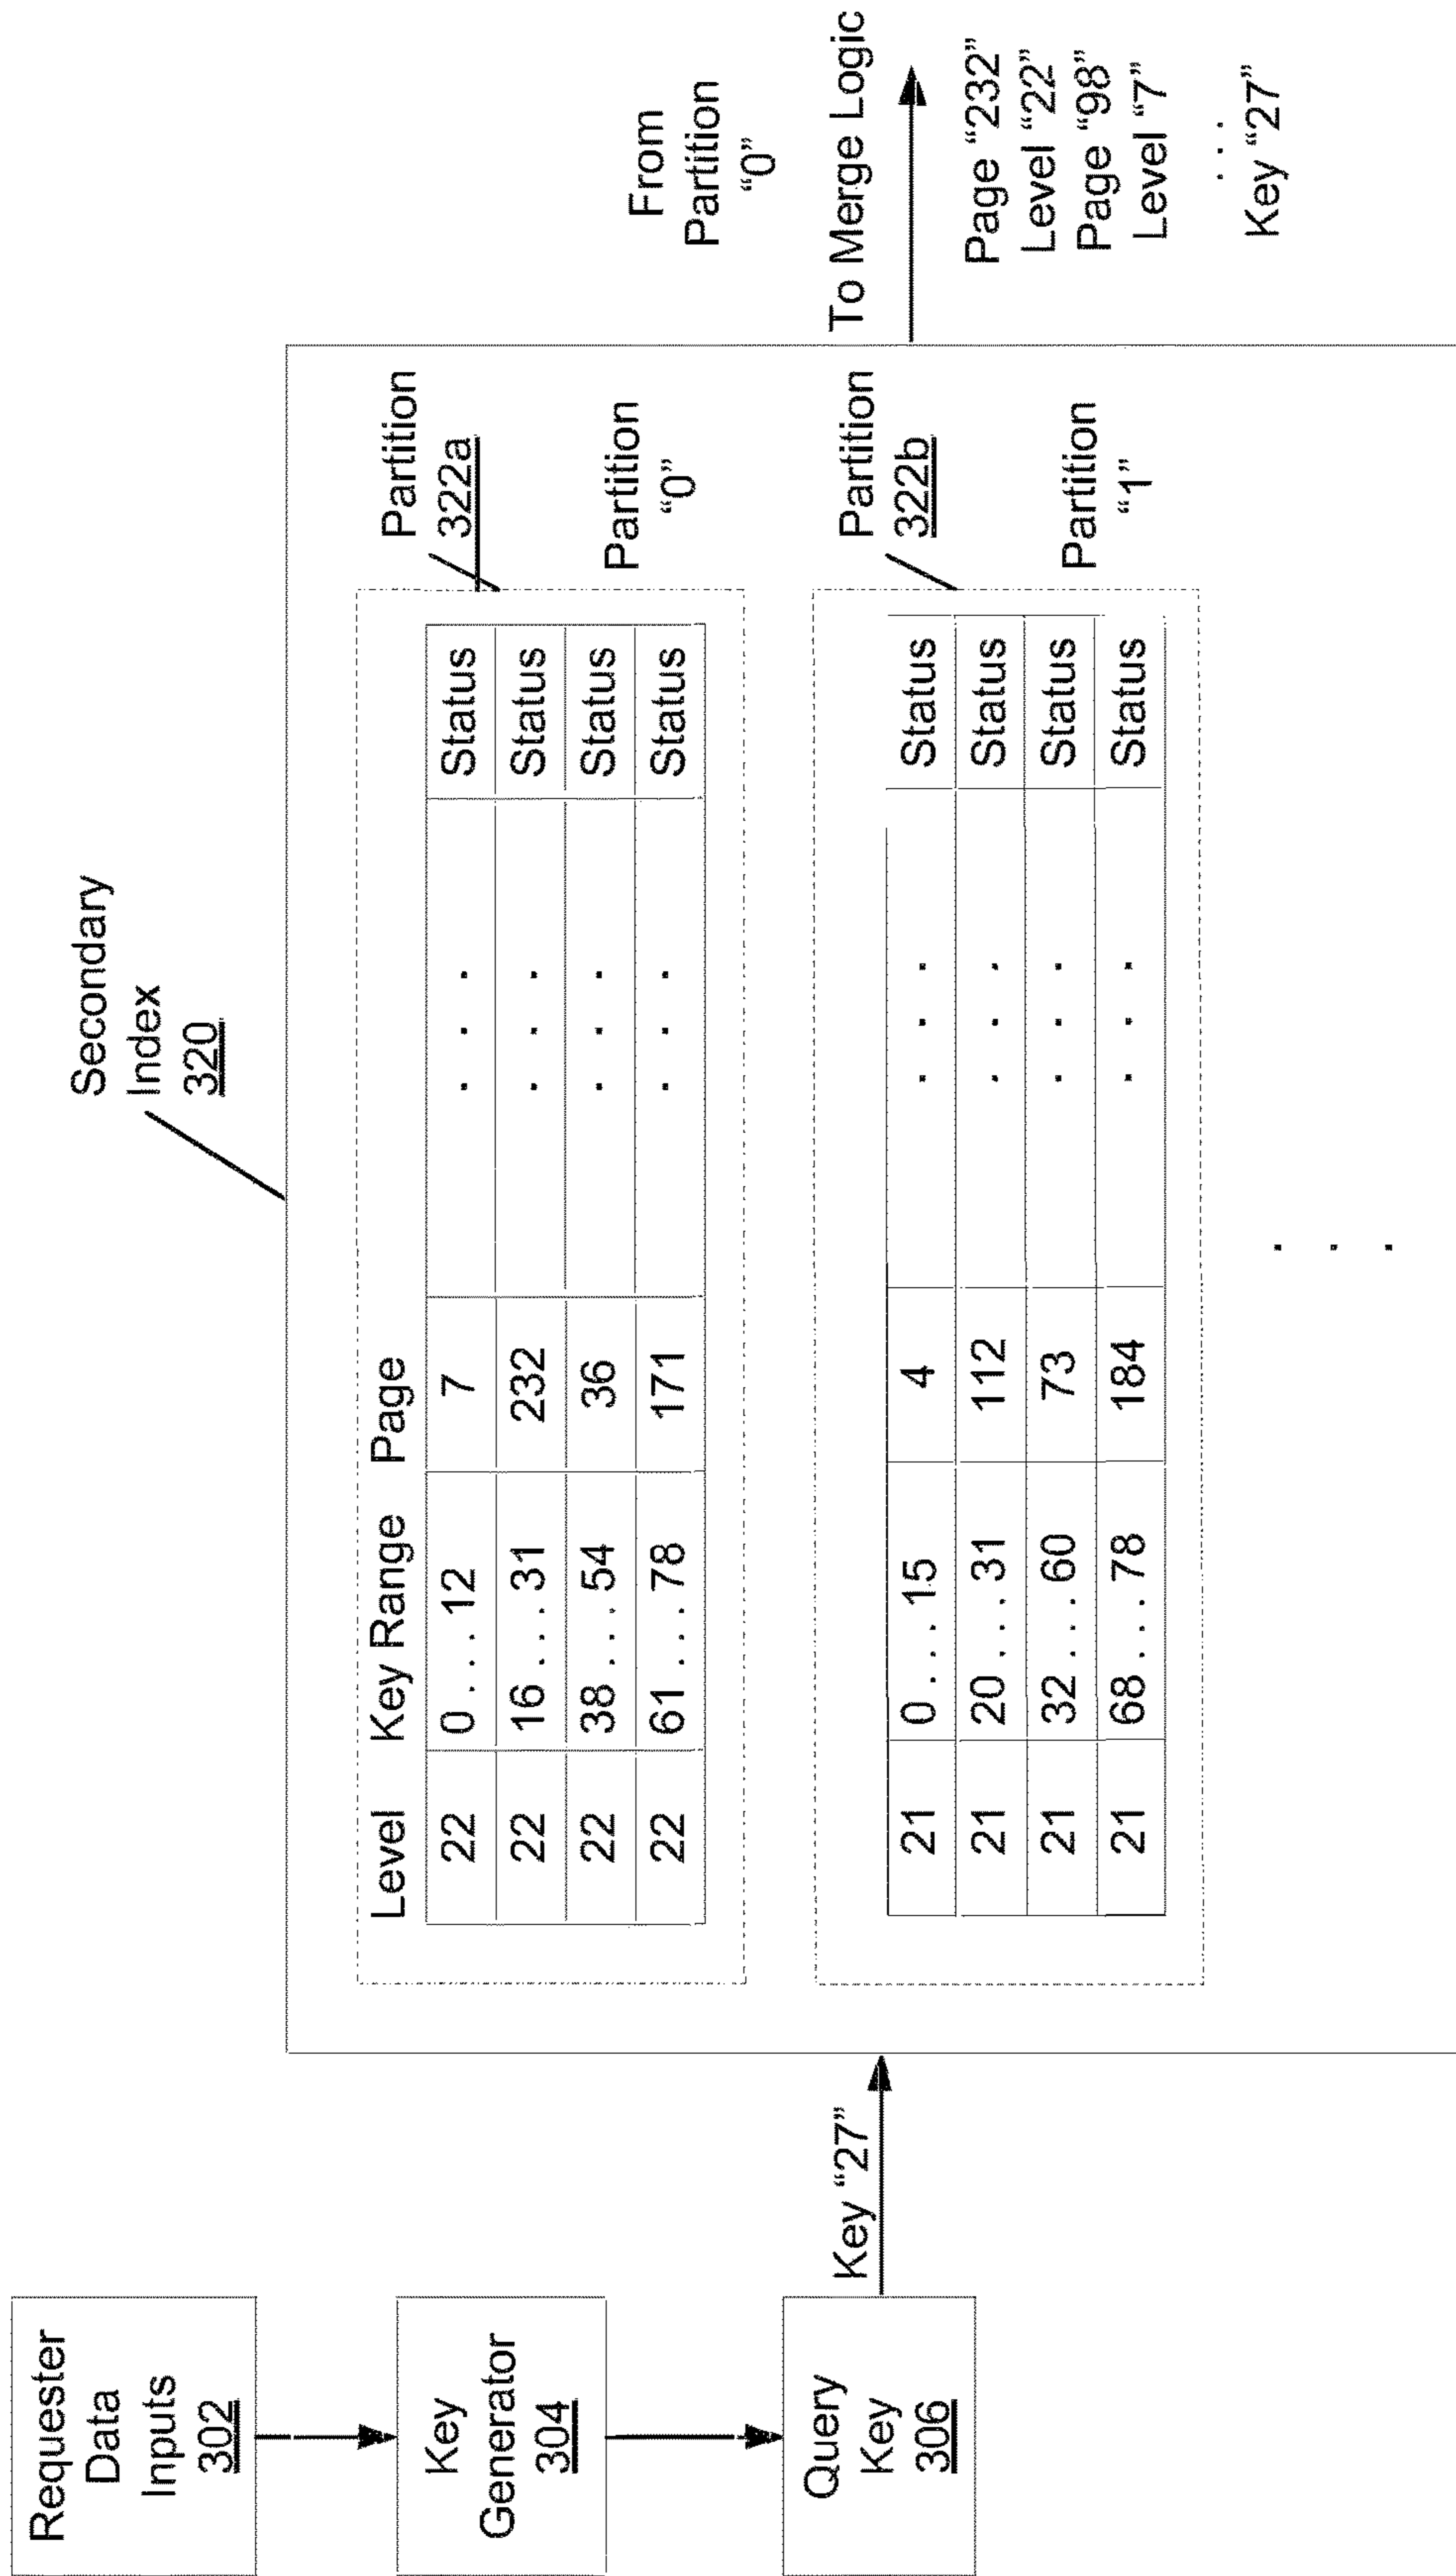 Requester
Data
Inputs
302
Key
Generator
304
Query
Key
306
Key “27”
Secondary
Index
320
Level Key Range Page
22 0 . . . 12 7 . . . Status
22 16 . . . 31 232 . . . Status
22 38 . . . 54 36 . . . Status
22 61 . . . 78 171 . . . Status
Partition
322a
Partition
“0”
21 0 . . . 15 4 . . . Status
21 20 . . . 31 112 . . . Status
21 32 . . . 60 73 . . . Status
21 68 . . . 78 184 . . . Status
Partition
322b
Partition
“1”
. . .
From
Partition
“0”
To Merge Logic
Page “232”
Level “22”
Page “98”
Level “7”
. . .
Key “27”